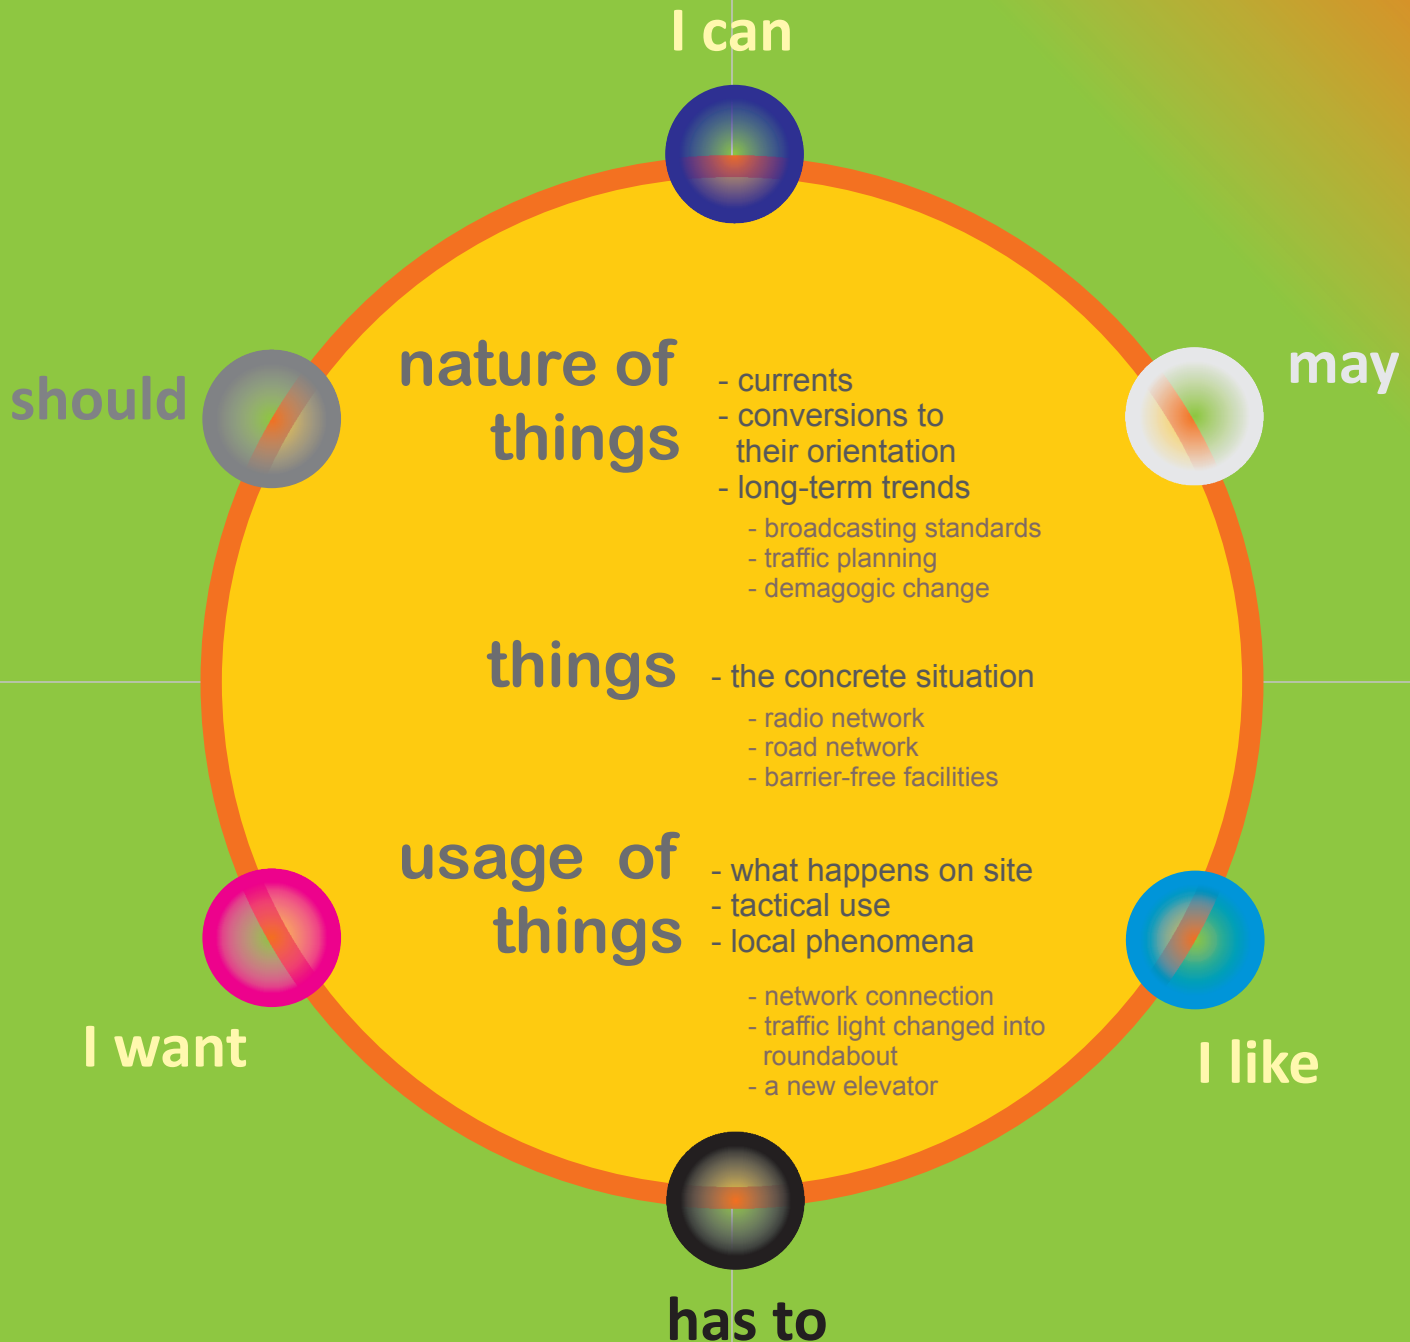 I can
should
may
nature of
things
- currents
- conversions to
their orientation
- long-term trends
- broadcasting standards
- traffic planning
- demagogic change
things
- the concrete situation
- radio network
- road network
- barrier-free facilities
usage of
things
- what happens on site
- tactical use
- local phenomena
- network connection
- traffic light changed into
roundabout
- a new elevator
I want
I like
has to